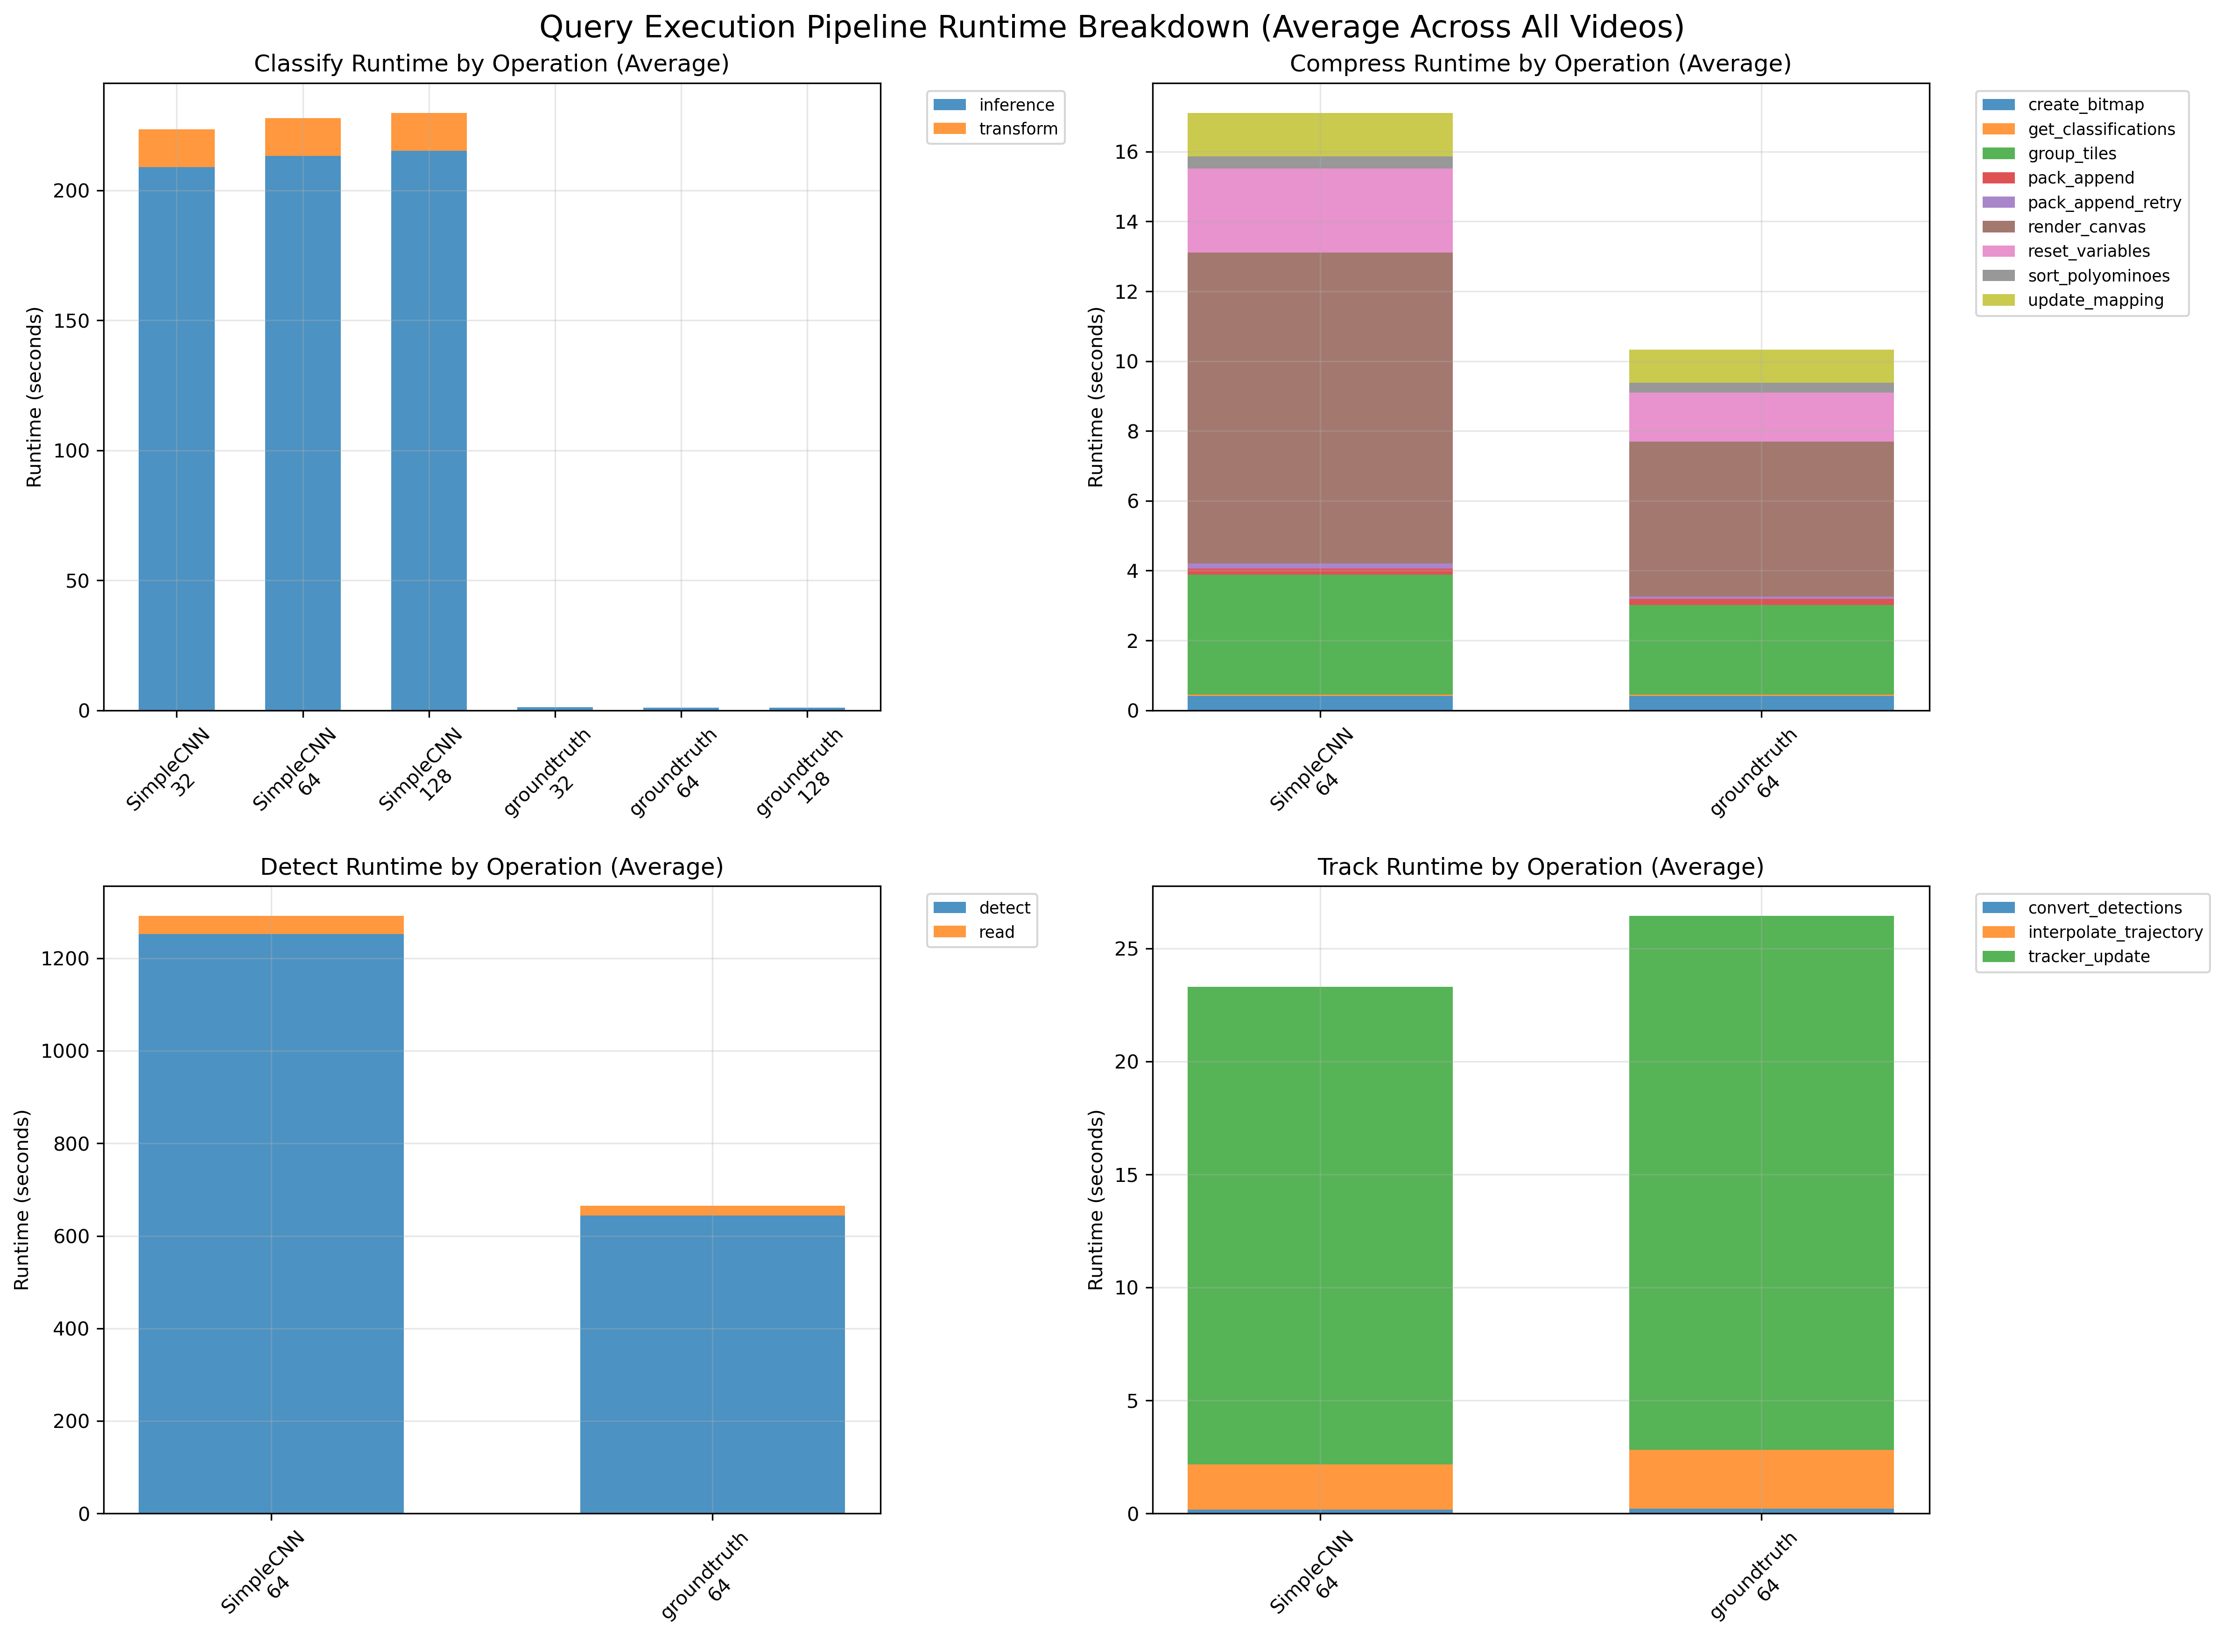 Query Execution Pipeline Runtime Breakdown (Average Across All Videos)
Classify Runtime by Operation (Average)
Runtime (seconds)
200
150
100
50
0
SimpleCNN
32
SimpleCNN
64
SimpleCNN
128
groundtruth
32
groundtruth
64
groundtruth
128
inference
transform
Compress Runtime by Operation (Average)
Runtime (seconds)
16
14
12
10
8
6
4
2
0
SimpleCNN
64
groundtruth
64
create_bitmap
get_classifications
group_tiles
pack_append
pack_append_retry
render_canvas
reset_variables
sort_polyominoes
update_mapping
Detect Runtime by Operation (Average)
Runtime (seconds)
1200
1000
800
600
400
200
0
SimpleCNN
64
groundtruth
64
detect
read
Track Runtime by Operation (Average)
Runtime (seconds)
25
20
15
10
5
0
SimpleCNN
64
groundtruth
64
convert_detections
interpolate_trajectory
tracker_update